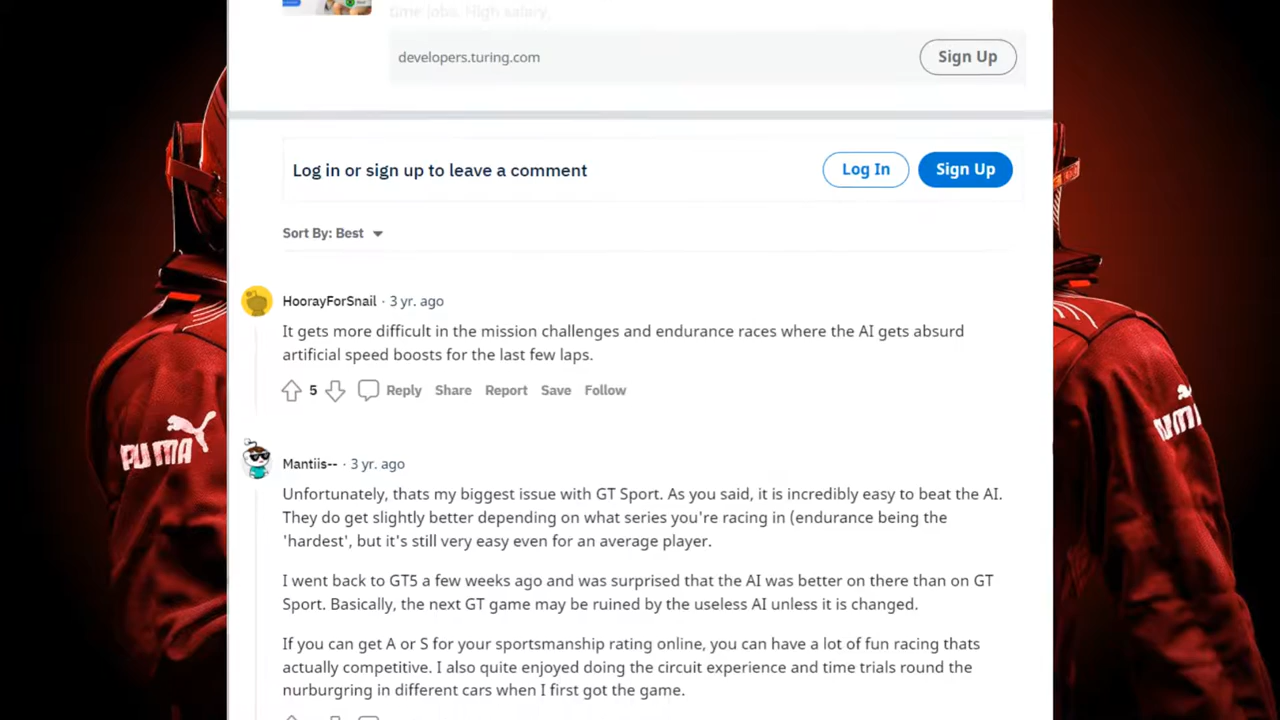 time jobs. High salary,
developers.turing.com
Sign Up
Log in or sign up to leave a comment
Log In
Sign Up
Sort By: Best
HoorayForSnail · 3 yr. ago
It gets more difficult in the mission challenges and endurance races where the AI gets absurd
artificial speed boosts for the last few laps.
5
Reply Share Report Save Follow
Mantiis-- · 3 yr. ago
Unfortunately, thats my biggest issue with GT Sport. As you said, it is incredibly easy to beat the AI.
They do get slightly better depending on what series you're racing in (endurance being the
'hardest', but it's still very easy even for an average player.
I went back to GT5 a few weeks ago and was surprised that the AI was better on there than on GT
Sport. Basically, the next GT game may be ruined by the useless AI unless it is changed.
If you can get A or S for your sportsmanship rating online, you can have a lot of fun racing thats
actually competitive. I also quite enjoyed doing the circuit experience and time trials round the
nurburgring in different cars when I first got the game.
PUMA
PUMA